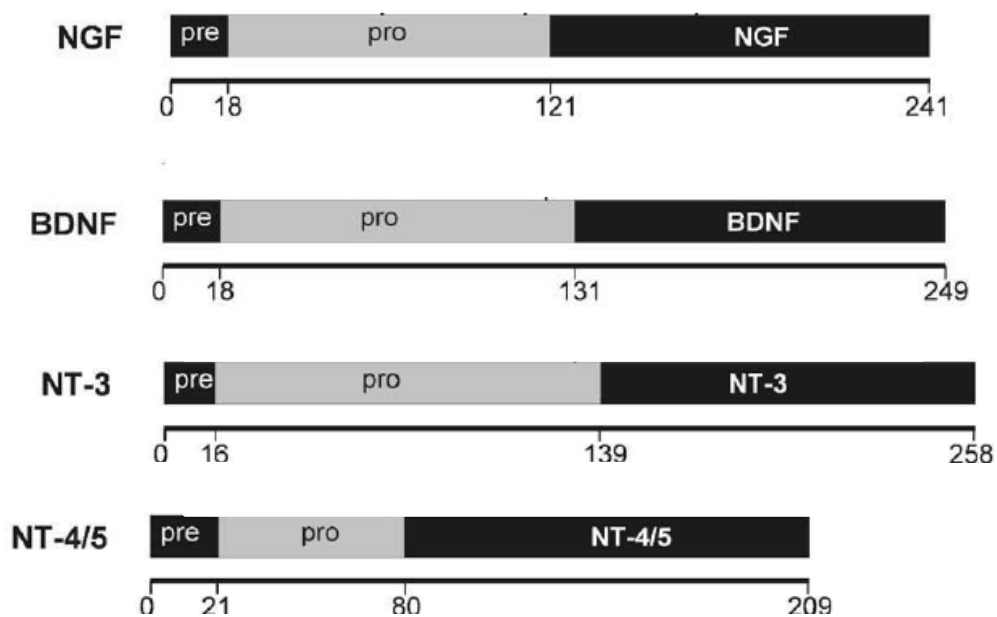 NGF pre pro NGF
0 18 121 241
BDNF pre pro BDNF
0 18 131 249
NT-3 pre pro NT-3
0 16 139 258
NT-4/5 pre pro NT-4/5
0 21 80 209